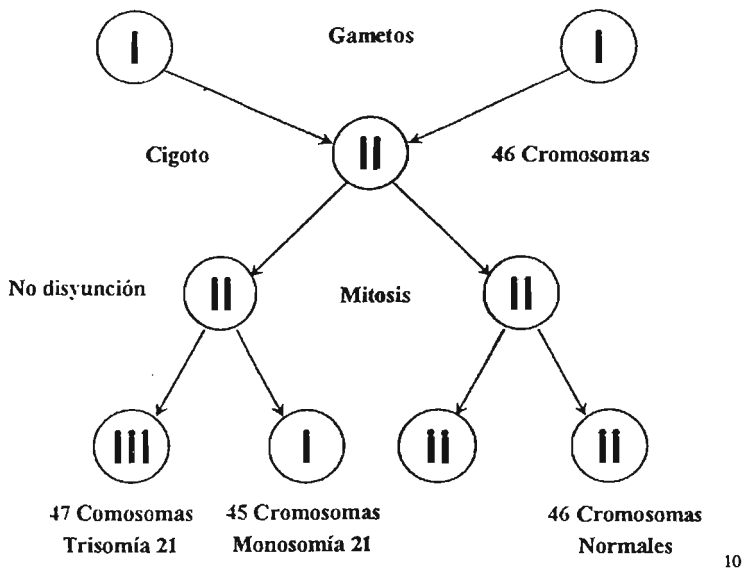 Gametos
Cigoto
46 Cromosomas
No disyunción
Mitosis
47 Comosomas
Trisomía 21
45 Cromosomas
Monosomía 21
46 Cromosomas
Normales
10